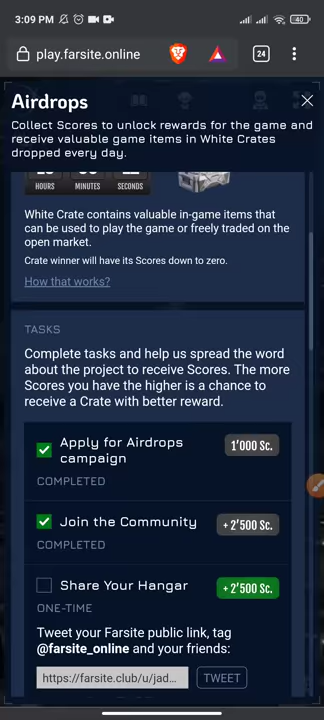 3:09 PM
40
play.farsite.online
24
Airdrops
Collect Scores to unlock rewards for the game and
receive valuable game items in White Crates
dropped every day.
HOURS MINUTES SECONDS
White Crate contains valuable in-game items that
can be used to play the game or freely traded on the
open market.
Crate winner will have its Scores down to zero.
How that works?
TASKS
Complete tasks and help us spread the word
about the project to receive Scores. The more
Scores you have the higher is a chance to
receive a Crate with better reward.
Apply for Airdrops
campaign
1'000 Sc.
COMPLETED
Join the Community
+ 2'500 Sc.
COMPLETED
Share Your Hangar
+ 2'500 Sc.
ONE-TIME
Tweet your Farsite public link, tag
@farsite_online and your friends:
https://farsite.club/u/jad...
TWEET